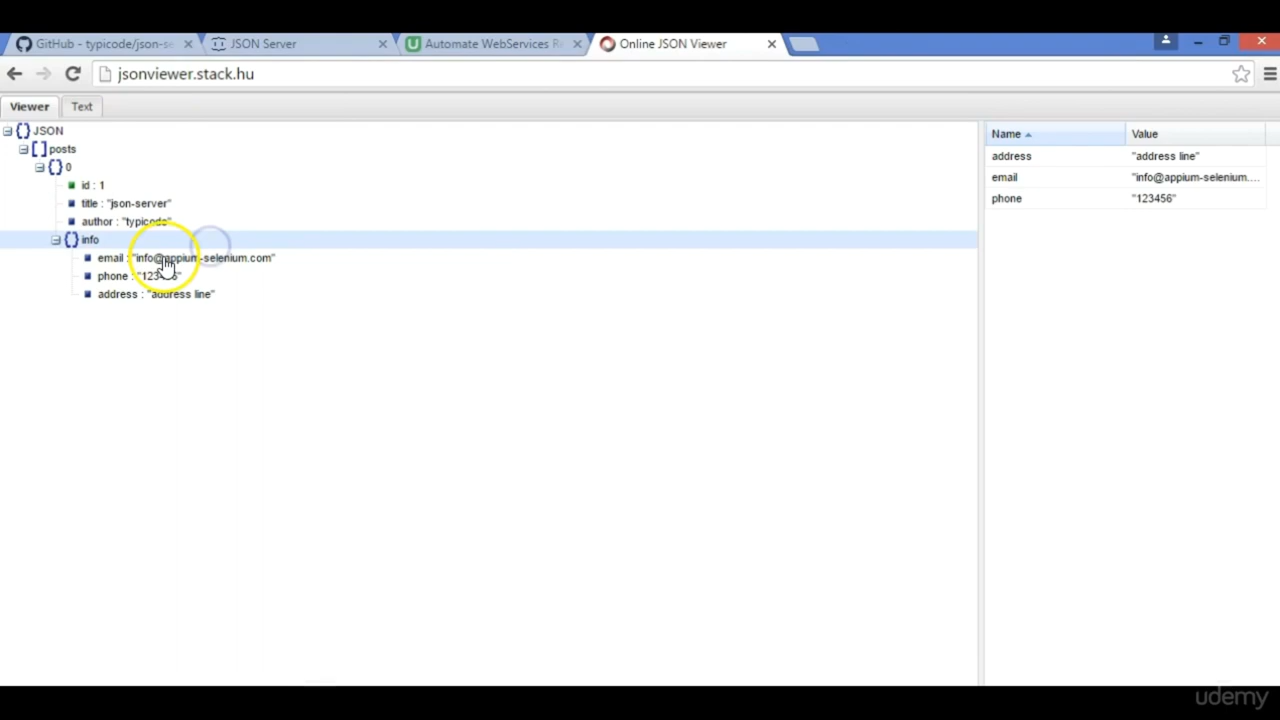 GitHub - typicode/json-se
JSON Server
Automate WebServices Re
Online JSON Viewer
jsonviewer.stack.hu
Viewer
Text
JSON
posts
0
id : 1
title : "json-server"
author : "typicode"
info
email : "info@appium-selenium.com"
phone : "123456"
address : "address line"
Name
Value
address
"address line"
email
"info@appium-selenium....
phone
"123456"
udemy